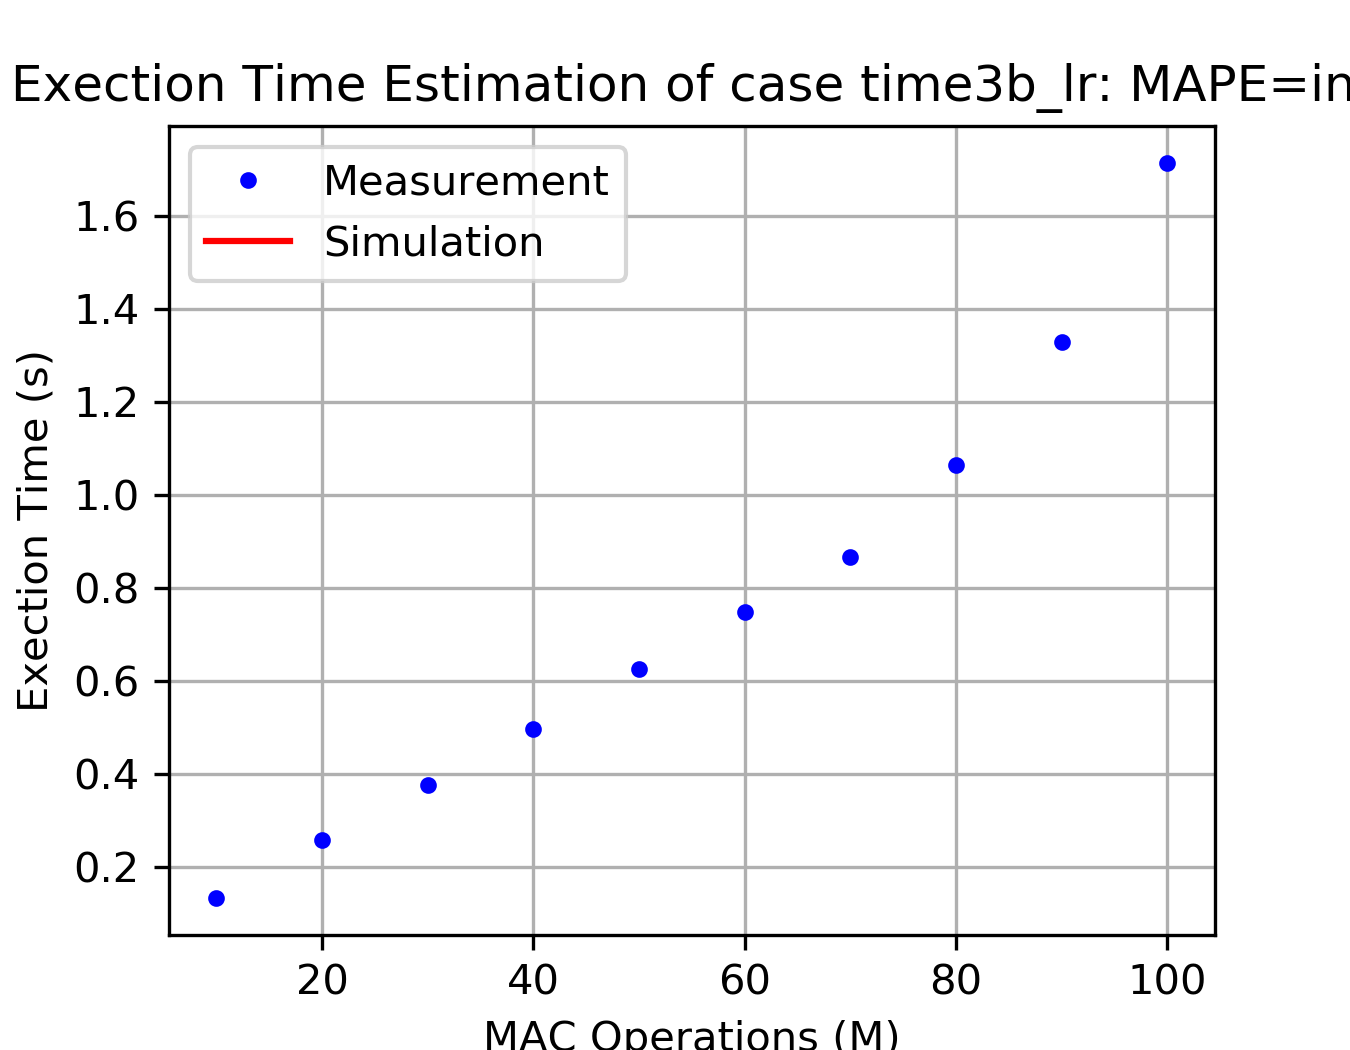 Exection Time Estimation of case time3b_lr: MAPE=in
Measurement
Simulation
1.6
1.4
1.2
1.0
0.8
0.6
0.4
0.2
Exection Time (s)
20 40 60 80 100
MAC Operations (M)